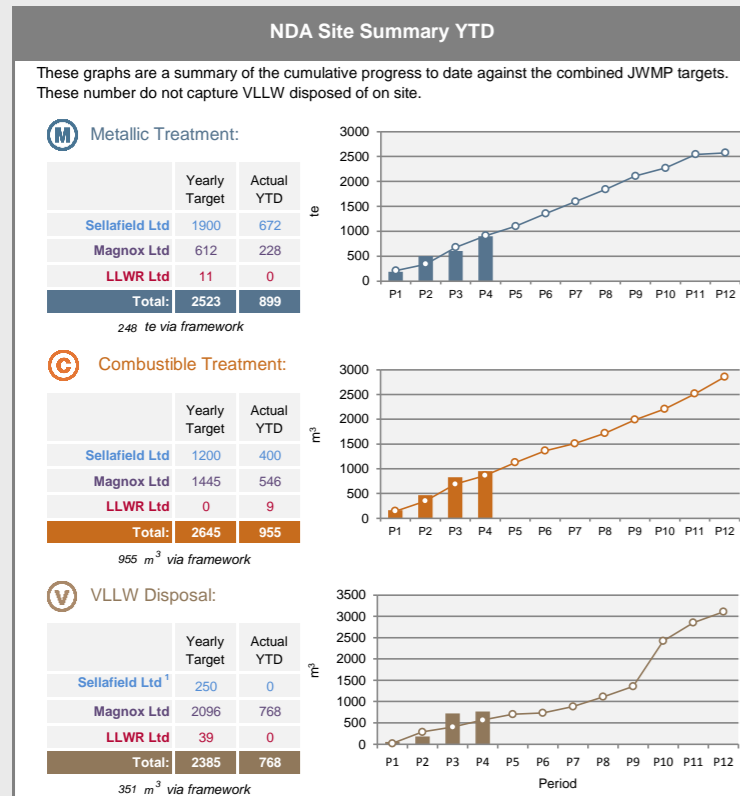 NDA Site Summary YTD
These graphs are a summary of the cumulative progress to date against the combined JWMP targets.
These number do not capture VLLW disposed of on site.
M Metallic Treatment:
Yearly Target Actual YTD
Sellafield Ltd 1900 672
Magnox Ltd 612 228
LLWR Ltd 11 0
Total: 2523 899
248 te via framework
te
3000
2500
2000
1500
1000
500
0
P1 P2 P3 P4 P5 P6 P7 P8 P9 P10 P11 P12
C Combustible Treatment:
Yearly Target Actual YTD
Sellafield Ltd 1200 400
Magnox Ltd 1445 546
LLWR Ltd 0 9
Total: 2645 955
955 m³ via framework
m³
3000
2500
2000
1500
1000
500
0
P1 P2 P3 P4 P5 P6 P7 P8 P9 P10 P11 P12
V VLLW Disposal:
Yearly Target Actual YTD
Sellafield Ltd ¹ 250 0
Magnox Ltd 2096 768
LLWR Ltd 39 0
Total: 2385 768
351 m³ via framework
m³
3500
3000
2500
2000
1500
1000
500
0
P1 P2 P3 P4 P5 P6 P7 P8 P9 P10 P11 P12
Period